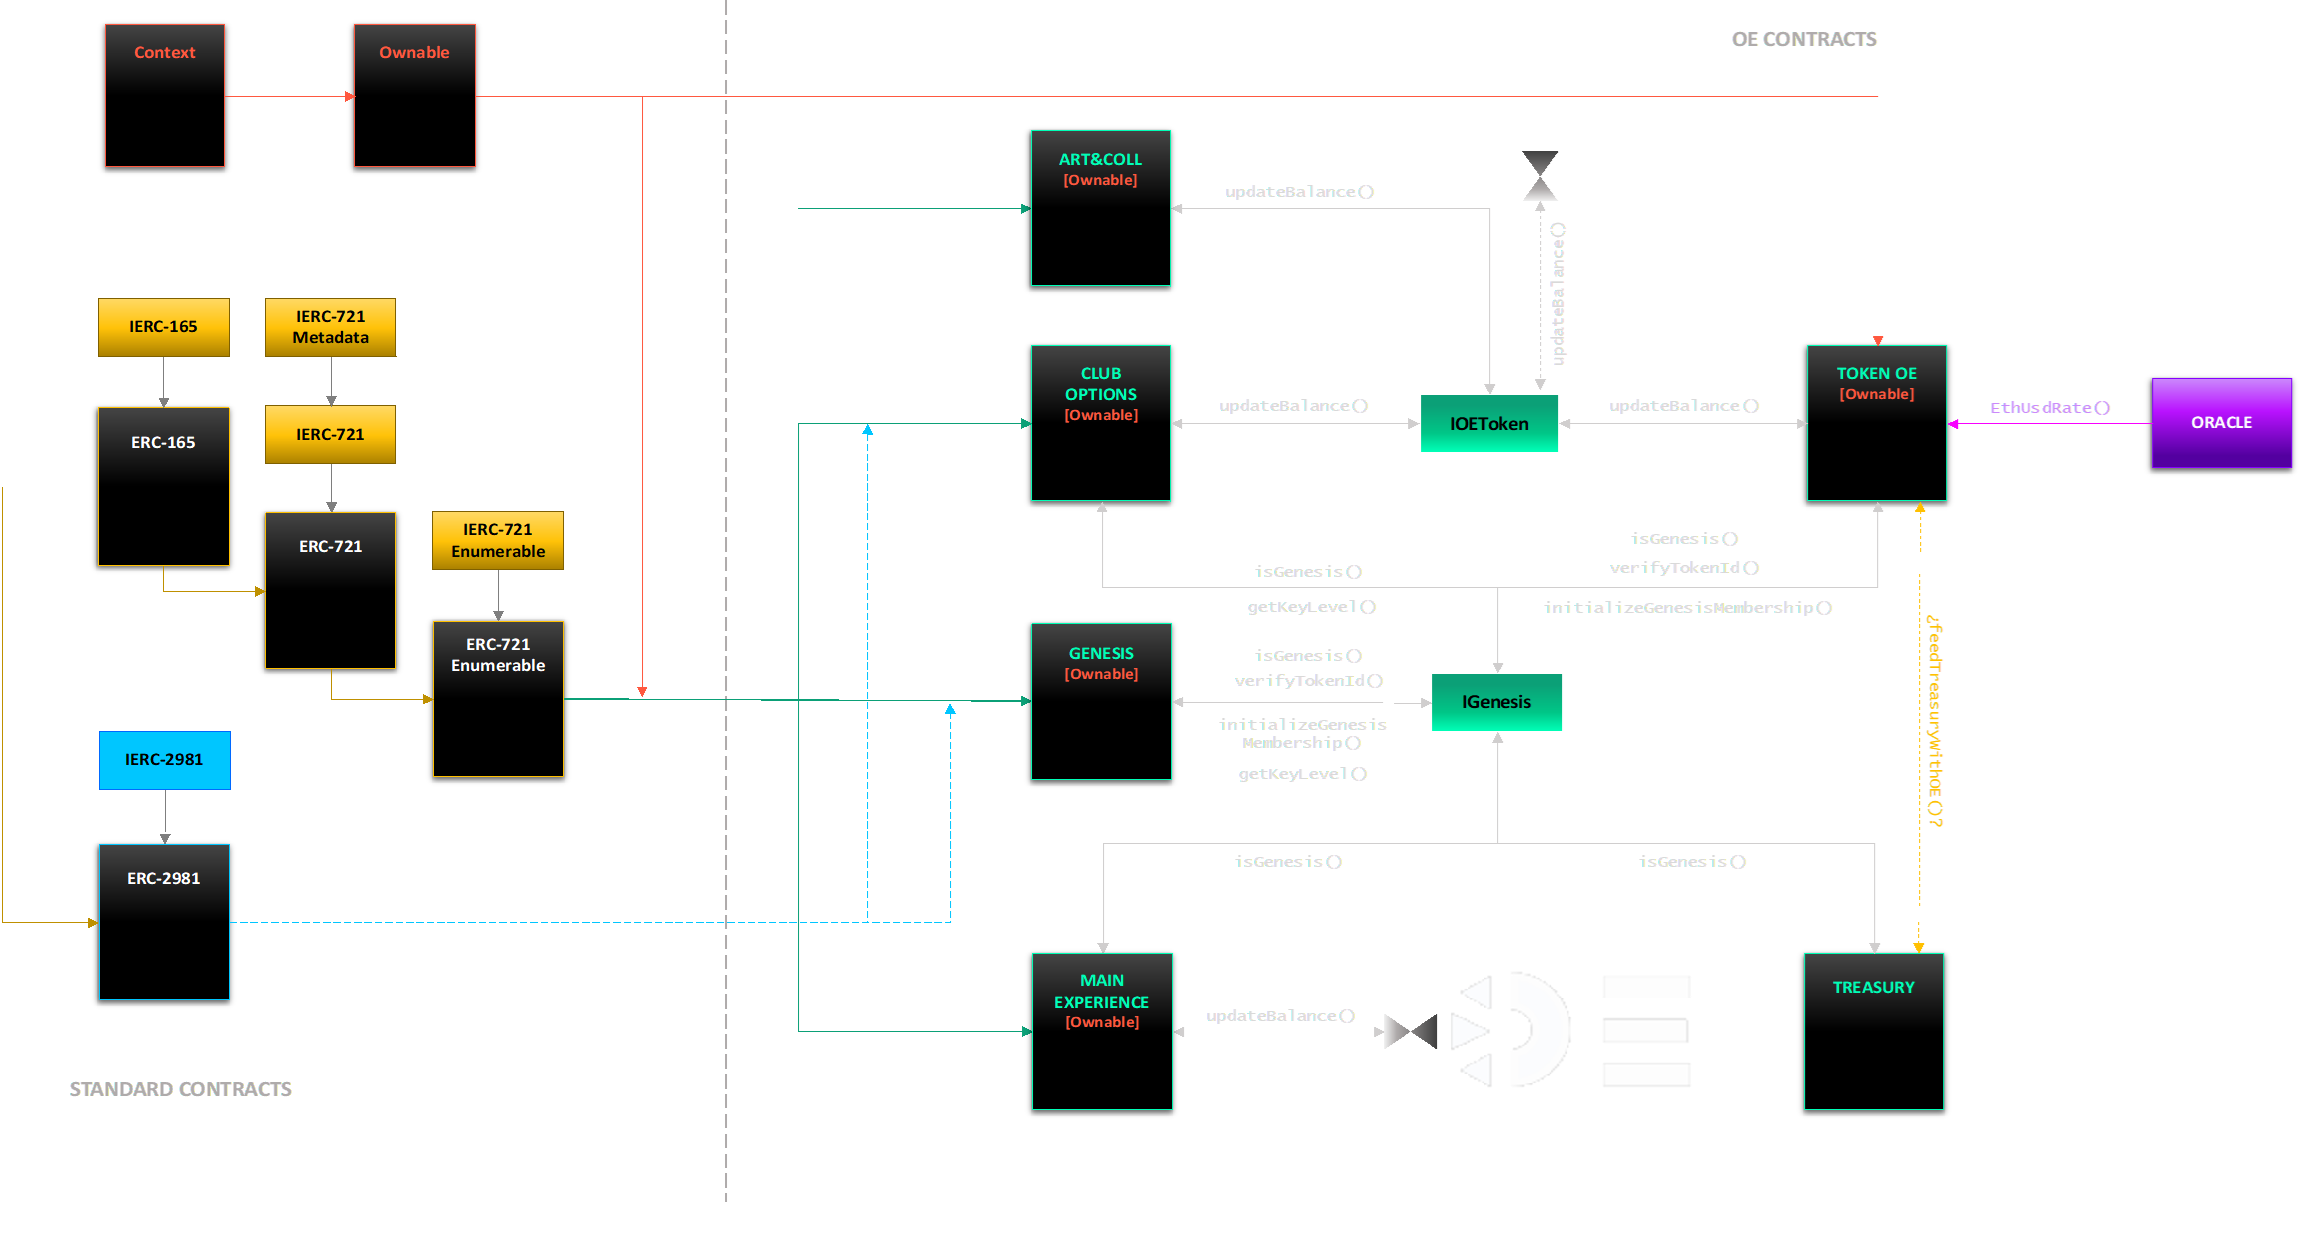 OE CONTRACTS
Context
Ownable
ART&COLL
[Ownable]
updateBalance()
updateBalance()
IERC-165
IERC-721
Metadata
CLUB
OPTIONS
[Ownable]
updateBalance()
IOEToken
updateBalance()
TOKEN OE
[Ownable]
EthUsdRate()
ORACLE
ERC-165
IERC-721
ERC-721
IERC-721
Enumerable
isGenesis()
getKeyLevel()
isGenesis()
verifyTokenId()
initializeGenesisMembership()
ERC-721
Enumerable
GENESIS
[Ownable]
isGenesis()
verifyTokenId()
initializeGenesis
Membership()
getKeyLevel()
IGenesis
¿feedTreasuryWithOE()?
IERC-2981
ERC-2981
isGenesis()
isGenesis()
MAIN
EXPERIENCE
[Ownable]
updateBalance()
TREASURY
STANDARD CONTRACTS